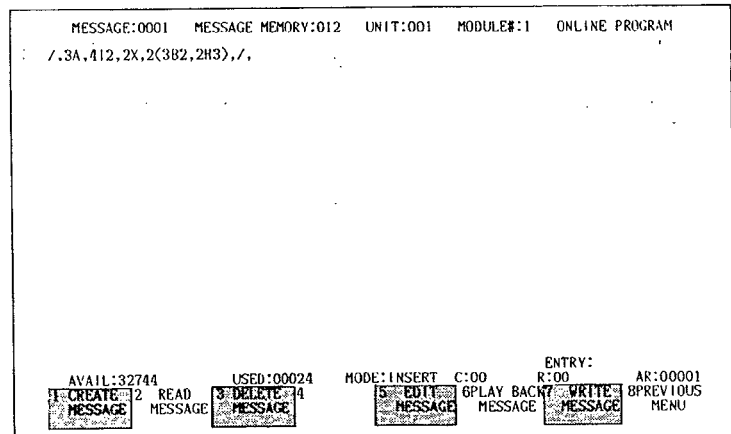 MESSAGE:0001 MESSAGE MEMORY:012 UNIT:001 MODULE#:1 ONLINE PROGRAM
/.3A,4I2,2X,2(3B2,2H3),/,
ENTRY:
AVAIL:32744 USED:00024 MODE:INSERT C:00 R:00 AR:00001
1 CREATE 2 READ 3 DELETE 4 5 EDIT 6PLAY BACK7 WRITE 8PREVIOUS
MESSAGE MESSAGE MESSAGE MESSAGE MESSAGE MESSAGE MENU